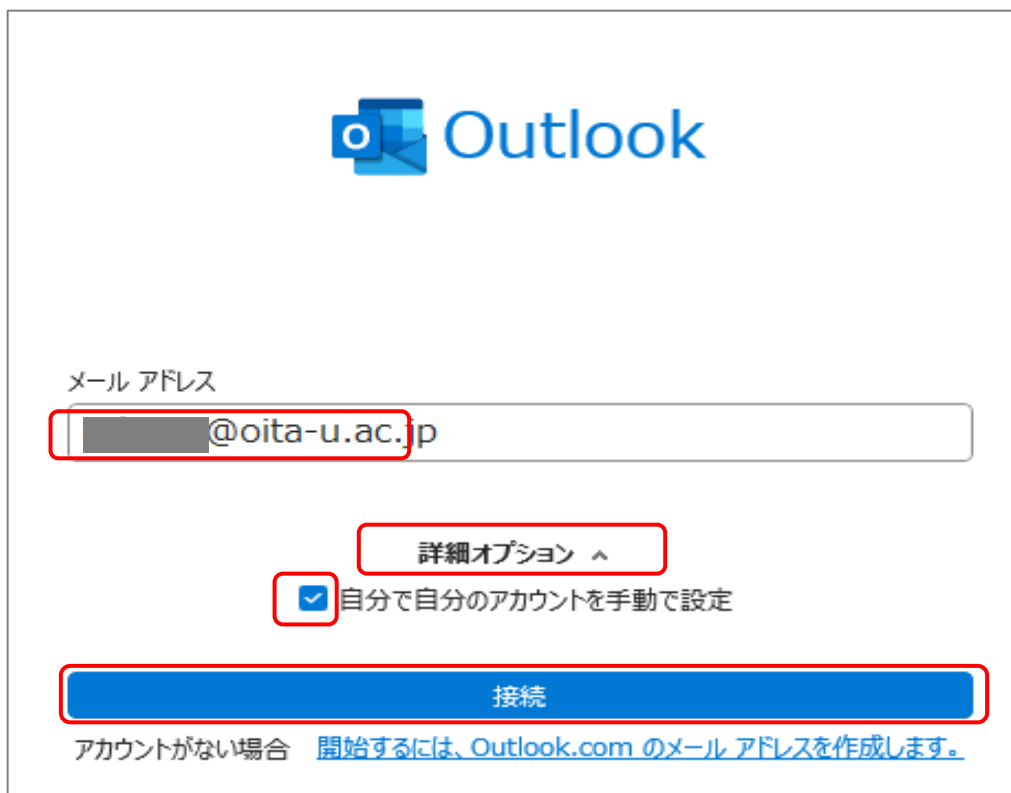 Outlook
メール アドレス
@oita-u.ac.jp
詳細オプション
自分で自分のアカウントを手動で設定
接続
アカウントがない場合 開始するには、Outlook.com のメール アドレスを作成します。